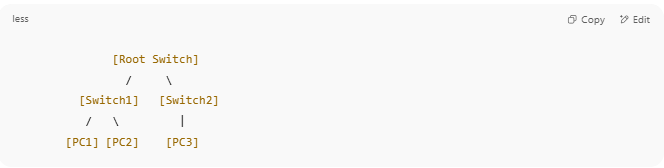 less Copy Edit
[Root Switch]
/ \
[Switch1] [Switch2]
/ \ |
[PC1] [PC2] [PC3]